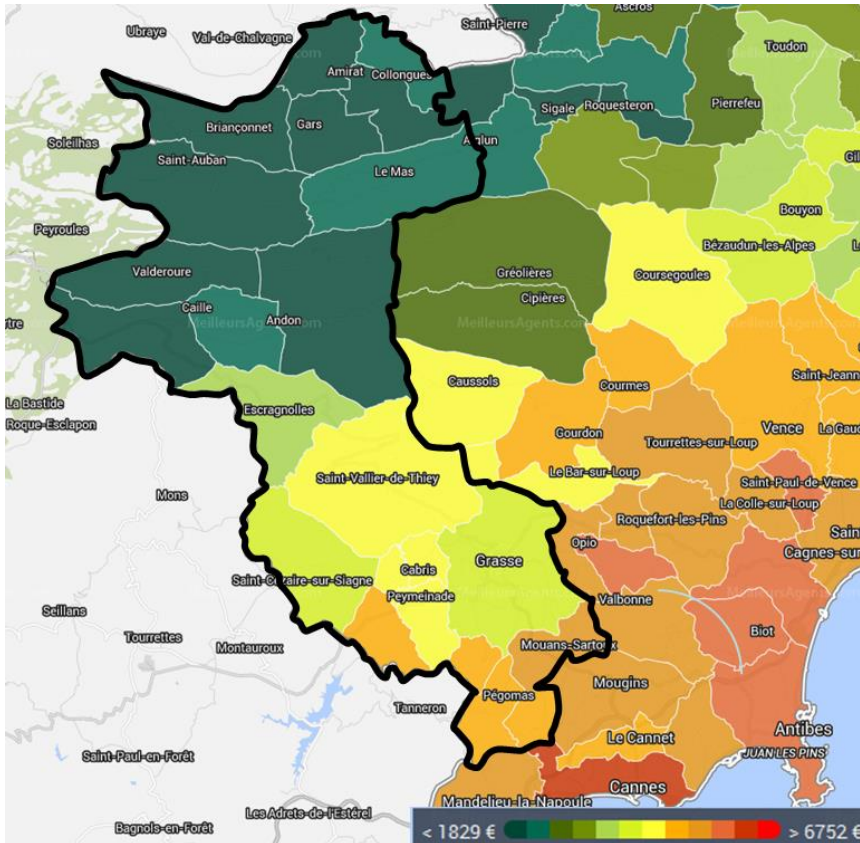 Ascros
Saint-Pierre
Ubraye
Val-de-Chalvagne
MeilleursAgents.com
Toudon
Amirat
Collongues
Pierrefeu
Sigale
Roquesteron
Briançonnet
Gars
Soleilhas
Aiglun
Saint-Auban
Le Mas
Bouyon
Peyroules
Bézaudun-les-Alpes
Valderoure
Gréolières
Coursegoules
Cipières
Caille
Andon
MeilleursAgents.com
MeilleursAgents.com
Caussols
Courmes
Saint-Jeann
La Bastide
Escragnolles
Roque-Esclapon
Gourdon
Vence
La Gaud
Tourrettes-sur-Loup
Le Bar-sur-Loup
Saint-Vallier-de-Thiey
Saint-Paul-de-Vence
Mons
La Colle-sur-Loup
Roquefort-les-Pins
Opio
Grasse
Cagnes-su
Cabris
Saint-Cézaire-sur-Siagne
Peymeinade
Valbonne
Seillans
Biot
Tourrettes
Mouans-Sartoux
Montauroux
Mougins
Pégomas
Tanneron
Antibes
Le Cannet
JUAN LES PINS
Saint-Paul-en-Forêt
Cannes
Mandelieu-la-Napoule
Les Adrets-de-l'Estérel
Bagnols-en-Forêt
< 1829 €
> 6752 €